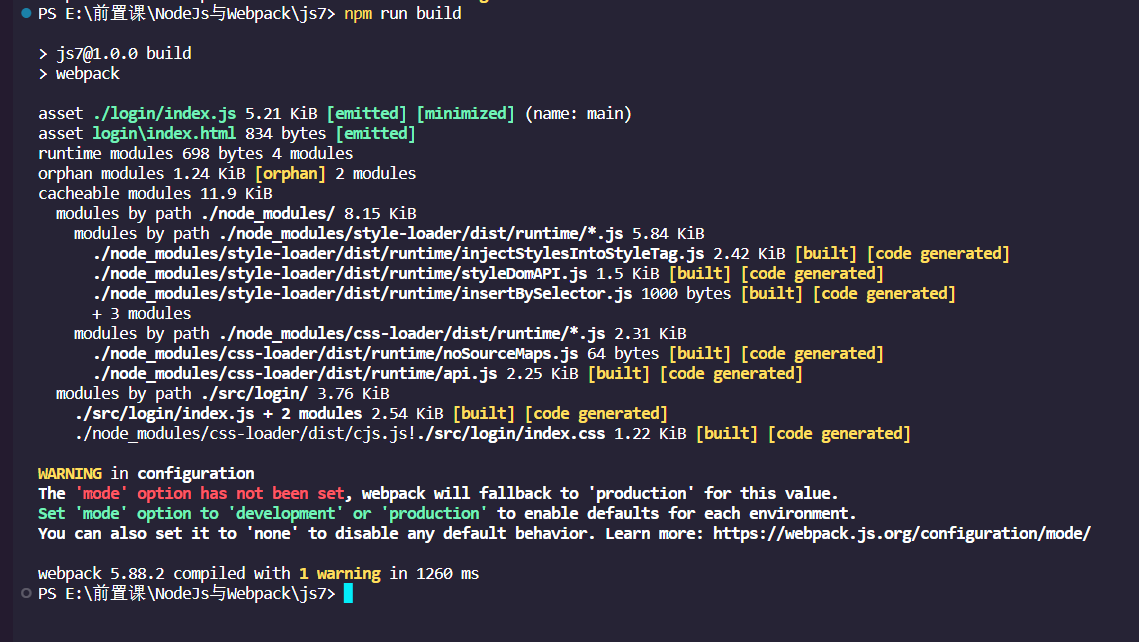 PS E:\前置课\NodeJs与Webpack\js7> npm run build
> js7@1.0.0 build
> webpack
asset ./login/index.js 5.21 KiB [emitted] [minimized] (name: main)
asset login\index.html 834 bytes [emitted]
runtime modules 698 bytes 4 modules
orphan modules 1.24 KiB [orphan] 2 modules
cacheable modules 11.9 KiB
modules by path ./node_modules/ 8.15 KiB
modules by path ./node_modules/style-loader/dist/runtime/*.js 5.84 KiB
./node_modules/style-loader/dist/runtime/injectStylesIntoStyleTag.js 2.42 KiB [built] [code generated]
./node_modules/style-loader/dist/runtime/styleDomAPI.js 1.5 KiB [built] [code generated]
./node_modules/style-loader/dist/runtime/insertBySelector.js 1000 bytes [built] [code generated]
+ 3 modules
modules by path ./node_modules/css-loader/dist/runtime/*.js 2.31 KiB
./node_modules/css-loader/dist/runtime/noSourceMaps.js 64 bytes [built] [code generated]
./node_modules/css-loader/dist/runtime/api.js 2.25 KiB [built] [code generated]
modules by path ./src/login/ 3.76 KiB
./src/login/index.js + 2 modules 2.54 KiB [built] [code generated]
./node_modules/css-loader/dist/cjs.js!./src/login/index.css 1.22 KiB [built] [code generated]
WARNING in configuration
The 'mode' option has not been set, webpack will fallback to 'production' for this value.
Set 'mode' option to 'development' or 'production' to enable defaults for each environment.
You can also set it to 'none' to disable any default behavior. Learn more: https://webpack.js.org/configuration/mode/
webpack 5.88.2 compiled with 1 warning in 1260 ms
PS E:\前置课\NodeJs与Webpack\js7>